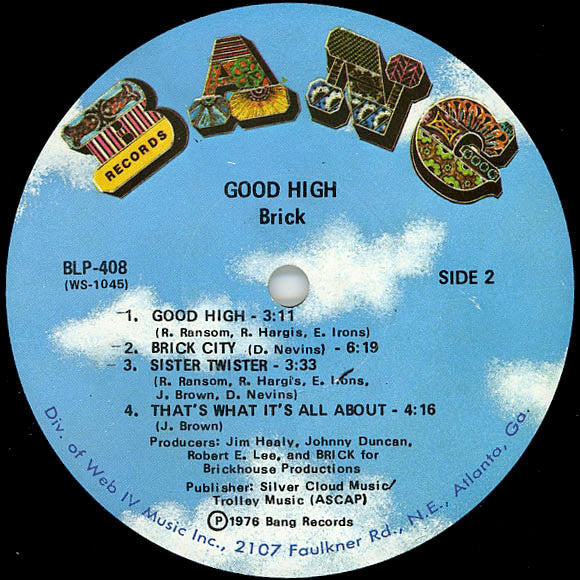 BANG
RECORDS
GOOD HIGH
Brick
BLP-408
(WS-1045)
SIDE 2
1. GOOD HIGH - 3:11
(R. Ransom, R. Hargis, E. Irons)
2. BRICK CITY (D. Nevins) - 6:19
3. SISTER TWISTER - 3:33
(R. Ransom, R. Hargis, E. Irons,
J. Brown, D. Nevins)
4. THAT'S WHAT IT'S ALL ABOUT - 4:16
(J. Brown)
Producers: Jim Healy, Johnny Duncan,
Robert E. Lee, and BRICK for
Brickhouse Productions
Publisher: Silver Cloud Music/
Trolley Music (ASCAP)
Ⓟ1976 Bang Records
Div. of Web IV Music Inc., 2107 Faulkner Rd., N.E., Atlanta, Ga.